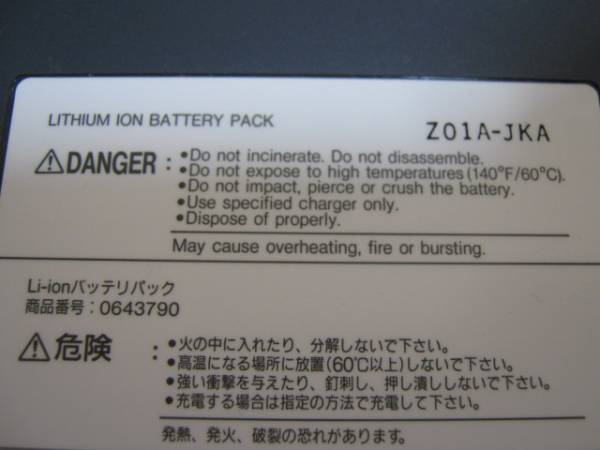 LITHIUM ION BATTERY PACK
Z01A-JKA
⚠DANGER : •Do not incinerate. Do not disassemble.
•Do not expose to high temperatures (140°F/60°C).
•Do not impact, pierce or crush the battery.
•Use specified charger only.
•Dispose of properly.
May cause overheating, fire or bursting.
Li-ionバッテリパック
商品番号：0643790
⚠危険 : •火の中に入れたり、分解しないで下さい。
•高温になる場所に放置(60℃以上)しないで下さい。
•強い衝撃を与えたり、釘刺し、押し潰ししないで下さい。
•充電する場合は指定の方法で充電して下さい。
発熱、発火、破裂の恐れがあります。